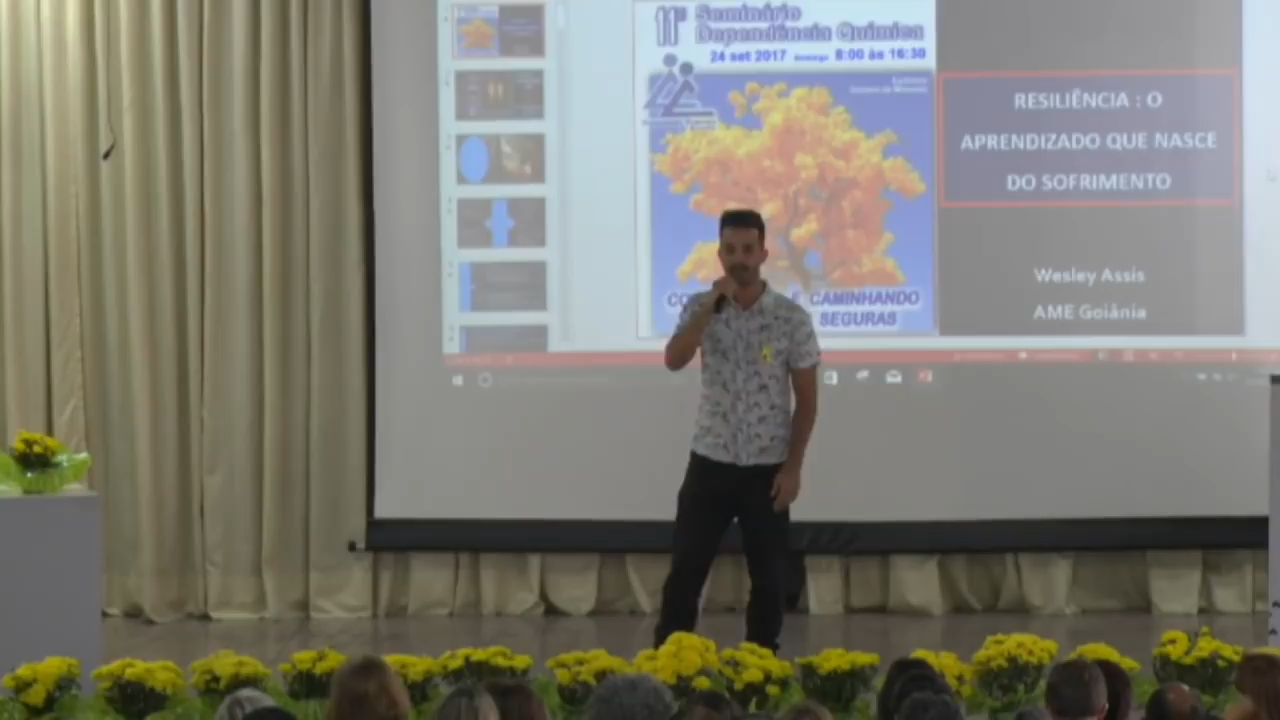 11º Seminário
Dependência Química
24 set 2017 domingo 8:00 às 16:30
RESILIÊNCIA : O
APRENDIZADO QUE NASCE
DO SOFRIMENTO
CAMINHANDO
SEGURAS
Wesley Assis
AME Goiânia